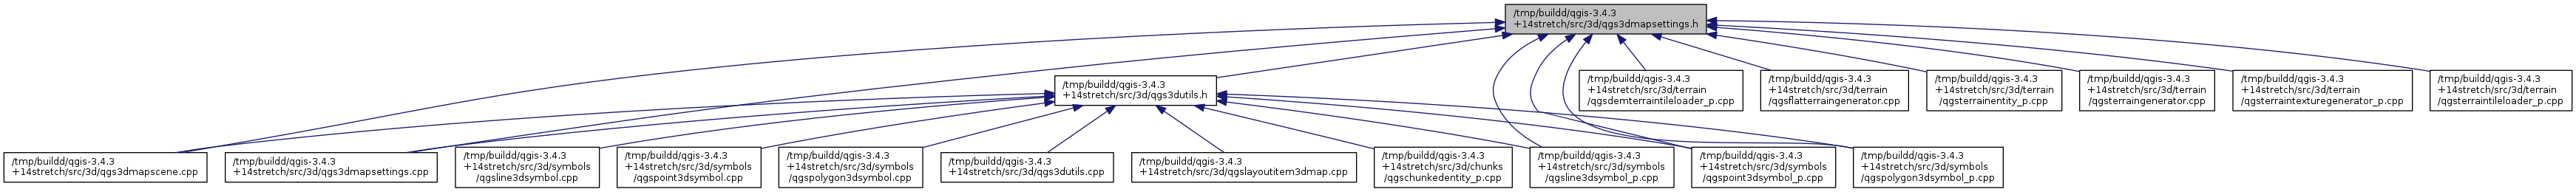 /tmp/buildd/qgis-3.4.3
+14stretch/src/3d/qgs3dmapsettings.h
/tmp/buildd/qgis-3.4.3
+14stretch/src/3d/qgs3dutils.h
/tmp/buildd/qgis-3.4.3
+14stretch/src/3d/terrain
/qgsdemterraintileloader_p.cpp
/tmp/buildd/qgis-3.4.3
+14stretch/src/3d/terrain
/qgsflatterraingenerator.cpp
/tmp/buildd/qgis-3.4.3
+14stretch/src/3d/terrain
/qgsterrainentity_p.cpp
/tmp/buildd/qgis-3.4.3
+14stretch/src/3d/terrain
/qgsterraingenerator.cpp
/tmp/buildd/qgis-3.4.3
+14stretch/src/3d/terrain
/qgsterraintexturegenerator_p.cpp
/tmp/buildd/qgis-3.4.3
+14stretch/src/3d/terrain
/qgsterraintileloader_p.cpp
/tmp/buildd/qgis-3.4.3
+14stretch/src/3d/qgs3dmapscene.cpp
/tmp/buildd/qgis-3.4.3
+14stretch/src/3d/qgs3dmapsettings.cpp
/tmp/buildd/qgis-3.4.3
+14stretch/src/3d/symbols
/qgsline3dsymbol.cpp
/tmp/buildd/qgis-3.4.3
+14stretch/src/3d/symbols
/qgspoint3dsymbol.cpp
/tmp/buildd/qgis-3.4.3
+14stretch/src/3d/symbols
/qgspolygon3dsymbol.cpp
/tmp/buildd/qgis-3.4.3
+14stretch/src/3d/qgs3dutils.cpp
/tmp/buildd/qgis-3.4.3
+14stretch/src/3d/qgslayoutitem3dmap.cpp
/tmp/buildd/qgis-3.4.3
+14stretch/src/3d/chunks
/qgschunkedentity_p.cpp
/tmp/buildd/qgis-3.4.3
+14stretch/src/3d/symbols
/qgsline3dsymbol_p.cpp
/tmp/buildd/qgis-3.4.3
+14stretch/src/3d/symbols
/qgspoint3dsymbol_p.cpp
/tmp/buildd/qgis-3.4.3
+14stretch/src/3d/symbols
/qgspolygon3dsymbol_p.cpp